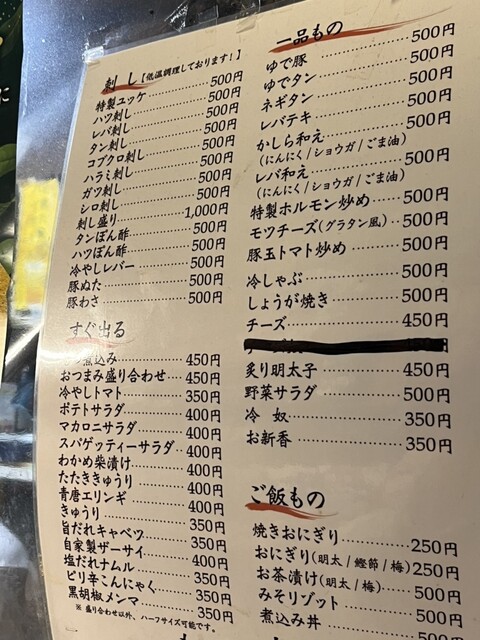 刺し【低温調理しております!】
特製ユッケ 500円
ハツ刺し 500円
レバ刺し 500円
タン刺し 500円
コブクロ刺し 500円
ハラミ刺し 500円
ガツ刺し 500円
シロ刺し 500円
刺し盛り 1,000円
タンぽん酢 500円
ハツぽん酢 500円
冷やしレバー 500円
豚ぬた 500円
豚わさ 500円
すぐ出る
煮込み 450円
おつまみ盛り合わせ 450円
冷やしトマト 350円
ポテトサラダ 400円
マカロニサラダ 400円
スパゲッティーサラダ 400円
わかめ柴漬け 400円
たたききゅうり 400円
青唐エリンギ 400円
きゅうり 350円
旨だれキャベツ 350円
自家製ザーサイ 400円
塩だれナムル 350円
ピリ辛こんにゃく 350円
黒胡椒メンマ 350円
※ 盛り合わせ以外、ハーフサイズ可能です。
一品もの
ゆで豚 500円
ゆでタン 500円
ネギタン 500円
レバテキ 500円
かしら和え 500円
(にんにく/ショウガ/ごま油)
レバ和え 500円
(にんにく/ショウガ/ごま油)
特製ホルモン炒め 500円
モツチーズ(グラタン風) 500円
豚玉トマト炒め 500円
冷しゃぶ 500円
しょうが焼き 500円
チーズ 450円
炙り明太子 450円
野菜サラダ 500円
冷 奴 350円
お新香 350円
ご飯もの
焼きおにぎり 250円
おにぎり(明太/鰹節/梅) 250円
お茶漬け(明太/梅) 450円
みそリゾット 500円
煮込み丼 500円